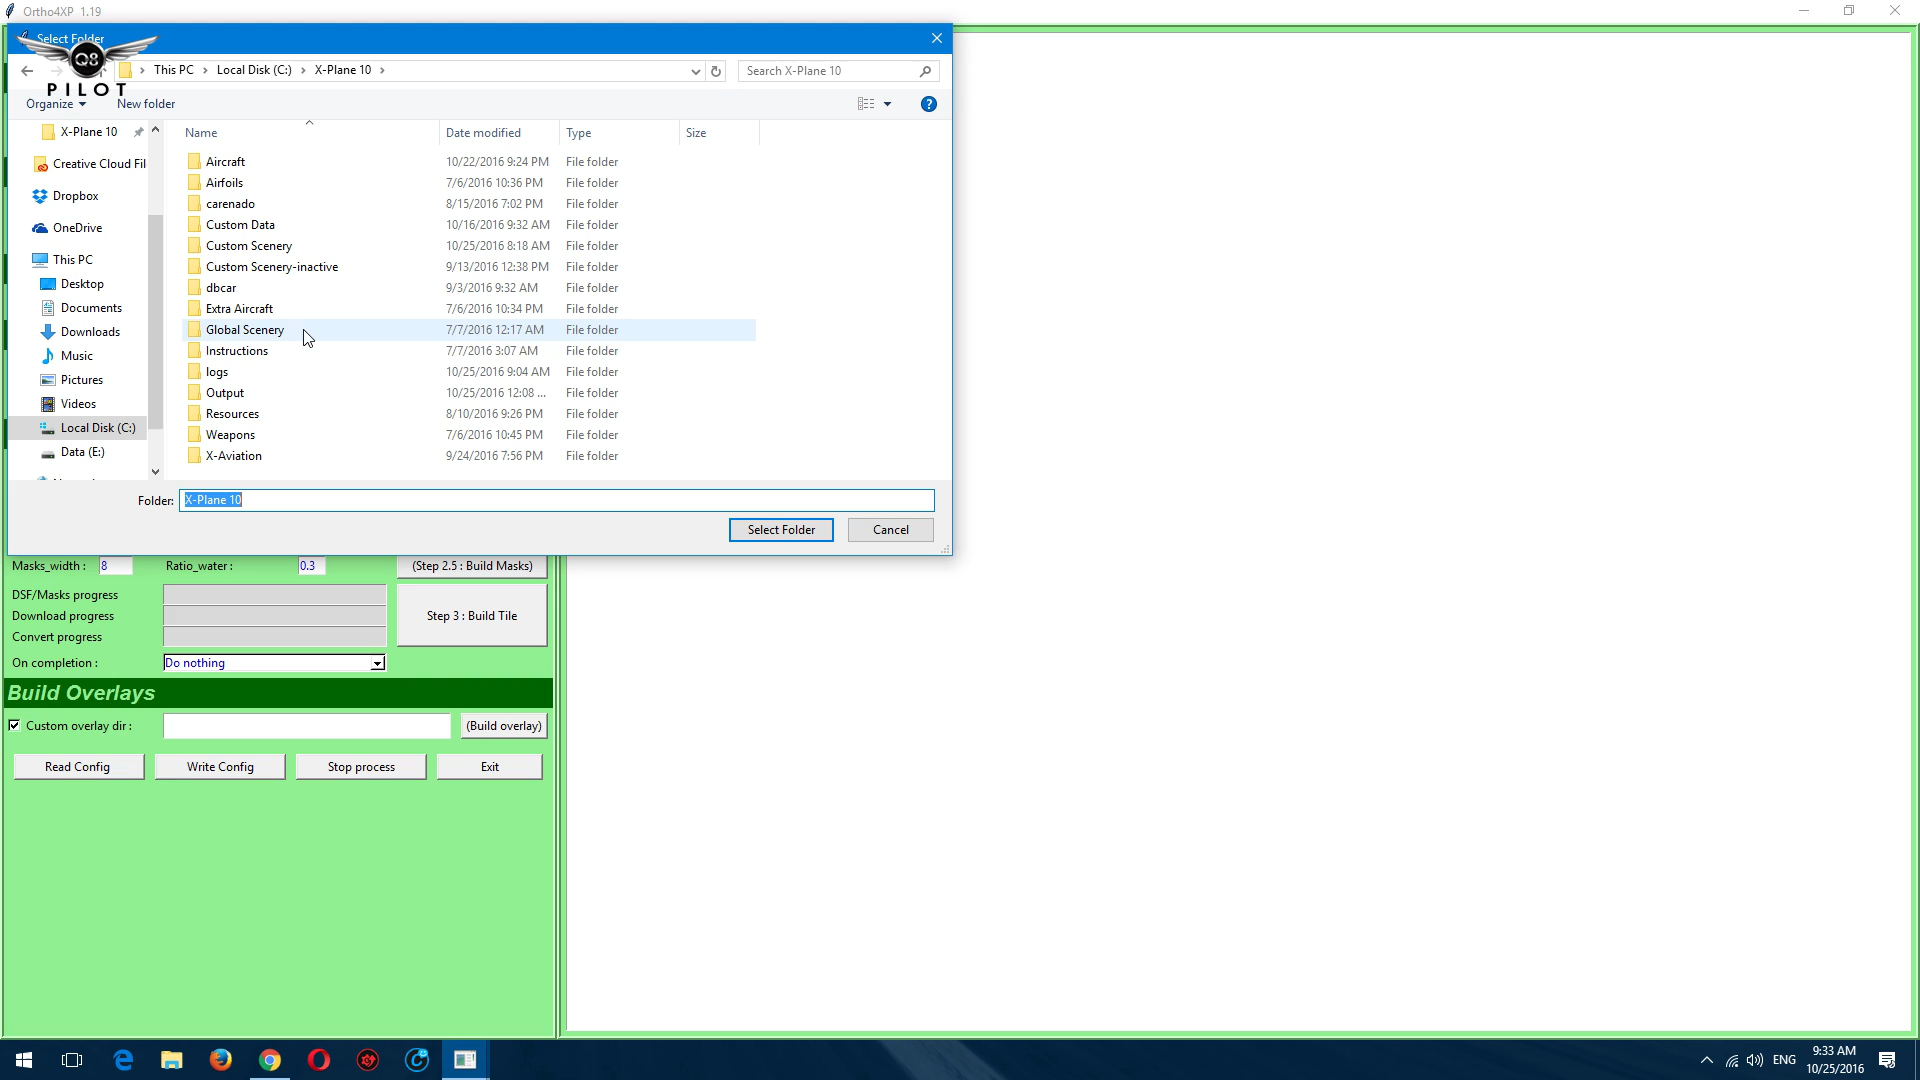 Ortho4XP 1.19
Select Folder
Q8
PILOT
This PC > Local Disk (C:) > X-Plane 10 >
Search X-Plane 10
Organize
New folder
X-Plane 10
Creative Cloud Fil
Dropbox
OneDrive
This PC
Desktop
Documents
Downloads
Music
Pictures
Videos
Local Disk (C:)
Data (E:)
Name Date modified Type Size
Aircraft 10/22/2016 9:24 PM File folder
Airfoils 7/6/2016 10:36 PM File folder
carenado 8/15/2016 7:02 PM File folder
Custom Data 10/16/2016 9:32 AM File folder
Custom Scenery 10/25/2016 8:18 AM File folder
Custom Scenery-inactive 9/13/2016 12:38 PM File folder
dbcar 9/3/2016 9:32 AM File folder
Extra Aircraft 7/6/2016 10:34 PM File folder
Global Scenery 7/7/2016 12:17 AM File folder
Instructions 7/7/2016 3:07 AM File folder
logs 10/25/2016 9:04 AM File folder
Output 10/25/2016 12:08 ... File folder
Resources 8/10/2016 9:26 PM File folder
Weapons 7/6/2016 10:45 PM File folder
X-Aviation 9/24/2016 7:56 PM File folder
Folder: X-Plane 10
Select Folder Cancel
Masks_width : 8 Ratio_water : 0.3 (Step 2.5 : Build Masks)
DSF/Masks progress
Download progress
Step 3 : Build Tile
Convert progress
On completion : Do nothing
Build Overlays
Custom overlay dir : (Build overlay)
Read Config Write Config Stop process Exit
ENG
9:33 AM
10/25/2016